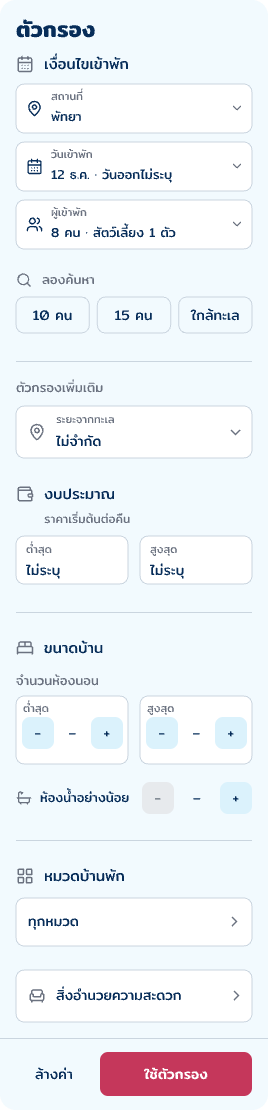 ตัวกรอง
เงื่อนไขเข้าพัก
สถานที่
พัทยา
วันเข้าพัก
12 ธ.ค. · วันออกไม่ระบุ
ผู้เข้าพัก
8 คน · สัตว์เลี้ยง 1 ตัว
ลองค้นหา
10 คน 15 คน ใกล้ทะเล
ตัวกรองเพิ่มเติม
ระยะจากทะเล
ไม่จำกัด
งบประมาณ
ราคาเริ่มต้นต่อคืน
ต่ำสุด สูงสุด
ไม่ระบุ ไม่ระบุ
ขนาดบ้าน
จำนวนห้องนอน
ต่ำสุด สูงสุด
– – + – – +
ห้องน้ำอย่างน้อย – – +
หมวดบ้านพัก
ทุกหมวด
สิ่งอำนวยความสะดวก
ล้างค่า ใช้ตัวกรอง